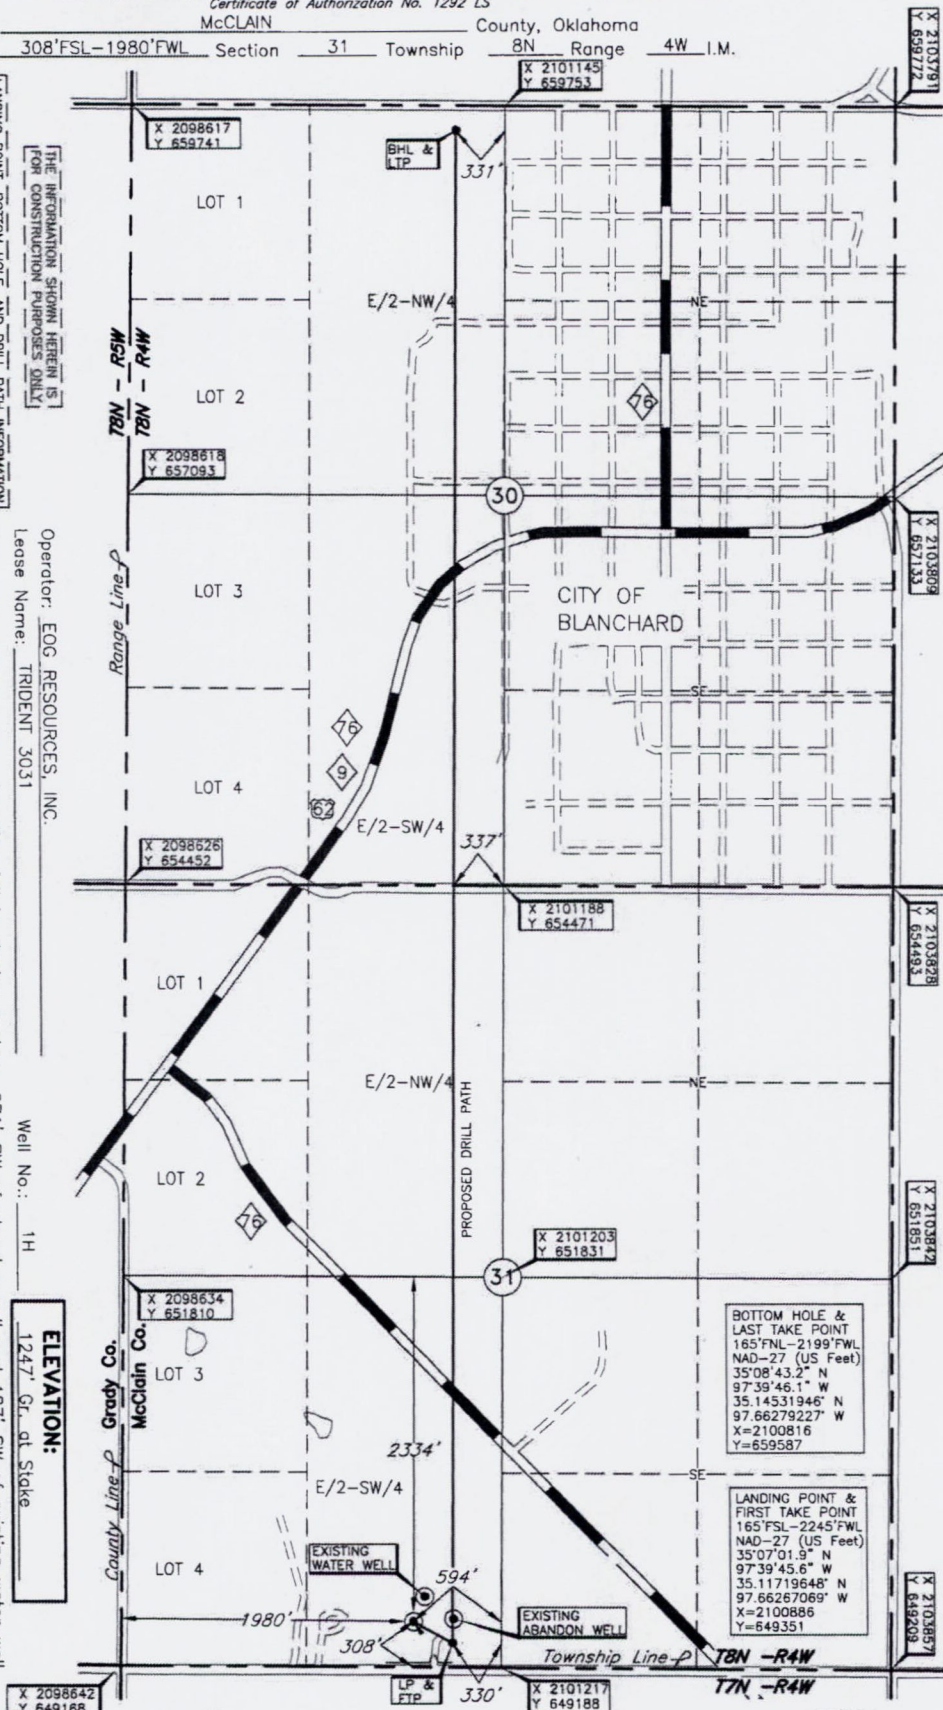 Certificate of Authorization No. 1292 LS
McCLAIN County, Oklahoma
308'FSL-1980'FWL Section 31 Township 8N Range 4W I.M.
X 2103791
Y 659772
X 2101145
Y 659753
X 2098617
Y 659741
BHL &
LTP
331'
THE INFORMATION SHOWN HEREIN IS
FOR CONSTRUCTION PURPOSES ONLY
LOT 1
E/2-NW/4
NE
T8N - R5W
T8N - R4W
LOT 2
76
X 2098618
Y 657093
30
X 2103809
Y 657133
Range Line
LOT 3
CITY OF
BLANCHARD
SE
Operator: EOG RESOURCES, INC.
Lease Name: TRIDENT 3031
76
9
62
LOT 4
E/2-SW/4
337'
X 2098626
Y 654452
X 2101188
Y 654471
X 2103828
Y 654493
LOT 1
E/2-NW/4
NE
PROPOSED DRILL PATH
LOT 2
Well No.: 1H
76
X 2101203
Y 651831
X 2103842
Y 651851
31
X 2098634
Y 651810
ELEVATION:
1247' Gr. at Stake
Grady Co.
McClain Co.
LOT 3
BOTTOM HOLE &
LAST TAKE POINT
165'FNL-2199'FWL
NAD-27 (US Feet)
35°08'43.2" N
97°39'46.1" W
35.14531946° N
97.66279227° W
X=2100816
Y=659587
2334'
E/2-SW/4
SE
LANDING POINT &
FIRST TAKE POINT
165'FSL-2245'FWL
NAD-27 (US Feet)
35°07'01.9" N
97°39'45.6" W
35.11719648° N
97.66267069° W
X=2100886
Y=649351
County Line
LOT 4
EXISTING
WATER WELL
594'
EXISTING
ABANDON WELL
1980'
308'
X 2103857
Y 649209
Township Line
T8N -R4W
T7N -R4W
LP &
FTP
330'
X 2098642
Y 649168
X 2101217
Y 649188